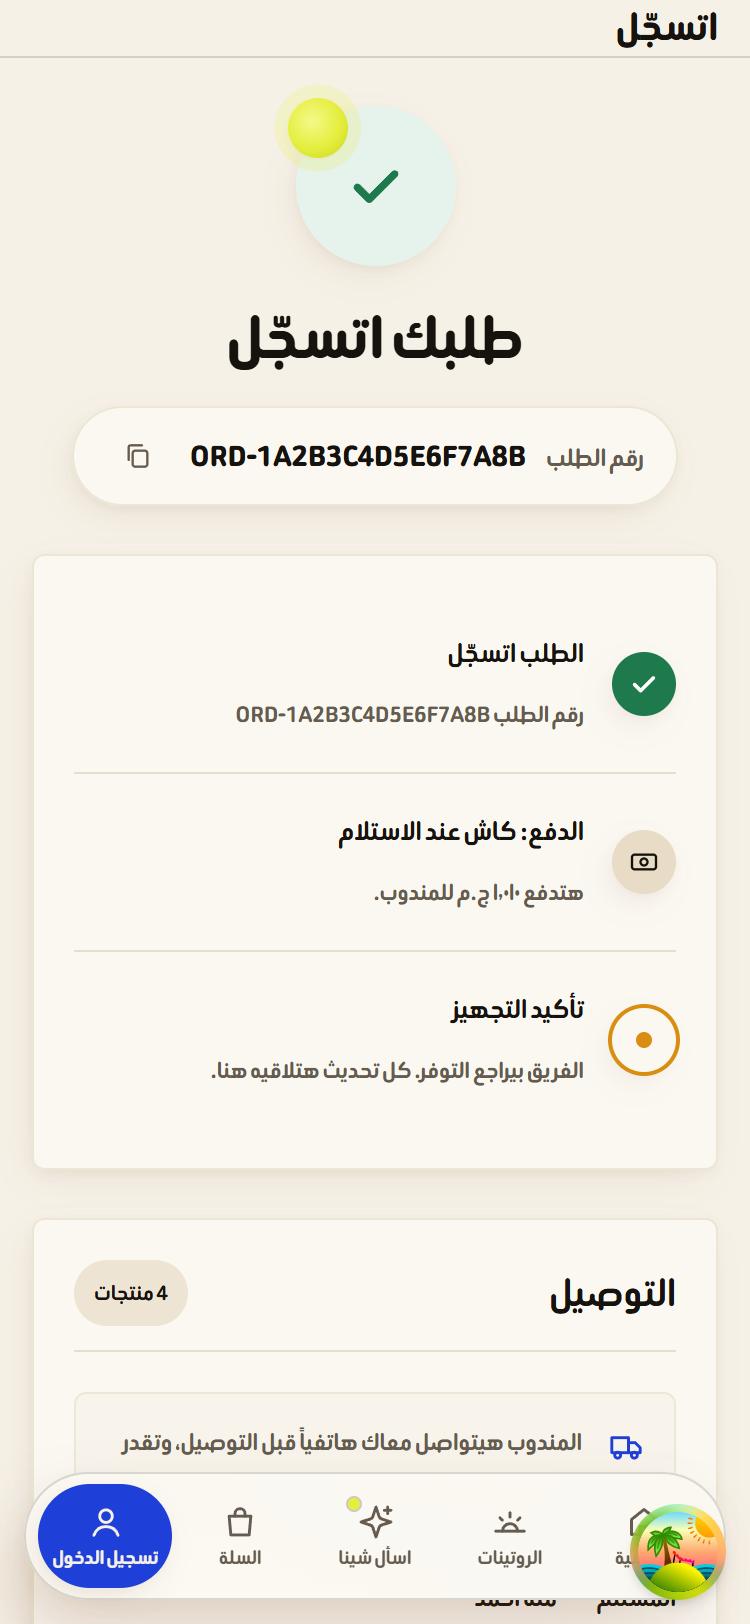 اتسجّل
طلبك اتسجّل
رقم الطلب ORD-1A2B3C4D5E6F7A8B
الطلب اتسجّل
رقم الطلب ORD-1A2B3C4D5E6F7A8B
الدفع: كاش عند الاستلام
هتدفع ١,٠١٠ ج.م للمندوب.
تأكيد التجهيز
الفريق بيراجع التوفر. كل تحديث هتلاقيه هنا.
التوصيل
4 منتجات
المندوب هيتواصل معاك هاتفياً قبل التوصيل، وتقدر
الروتينات
اسأل شينا
السلة
تسجيل الدخول